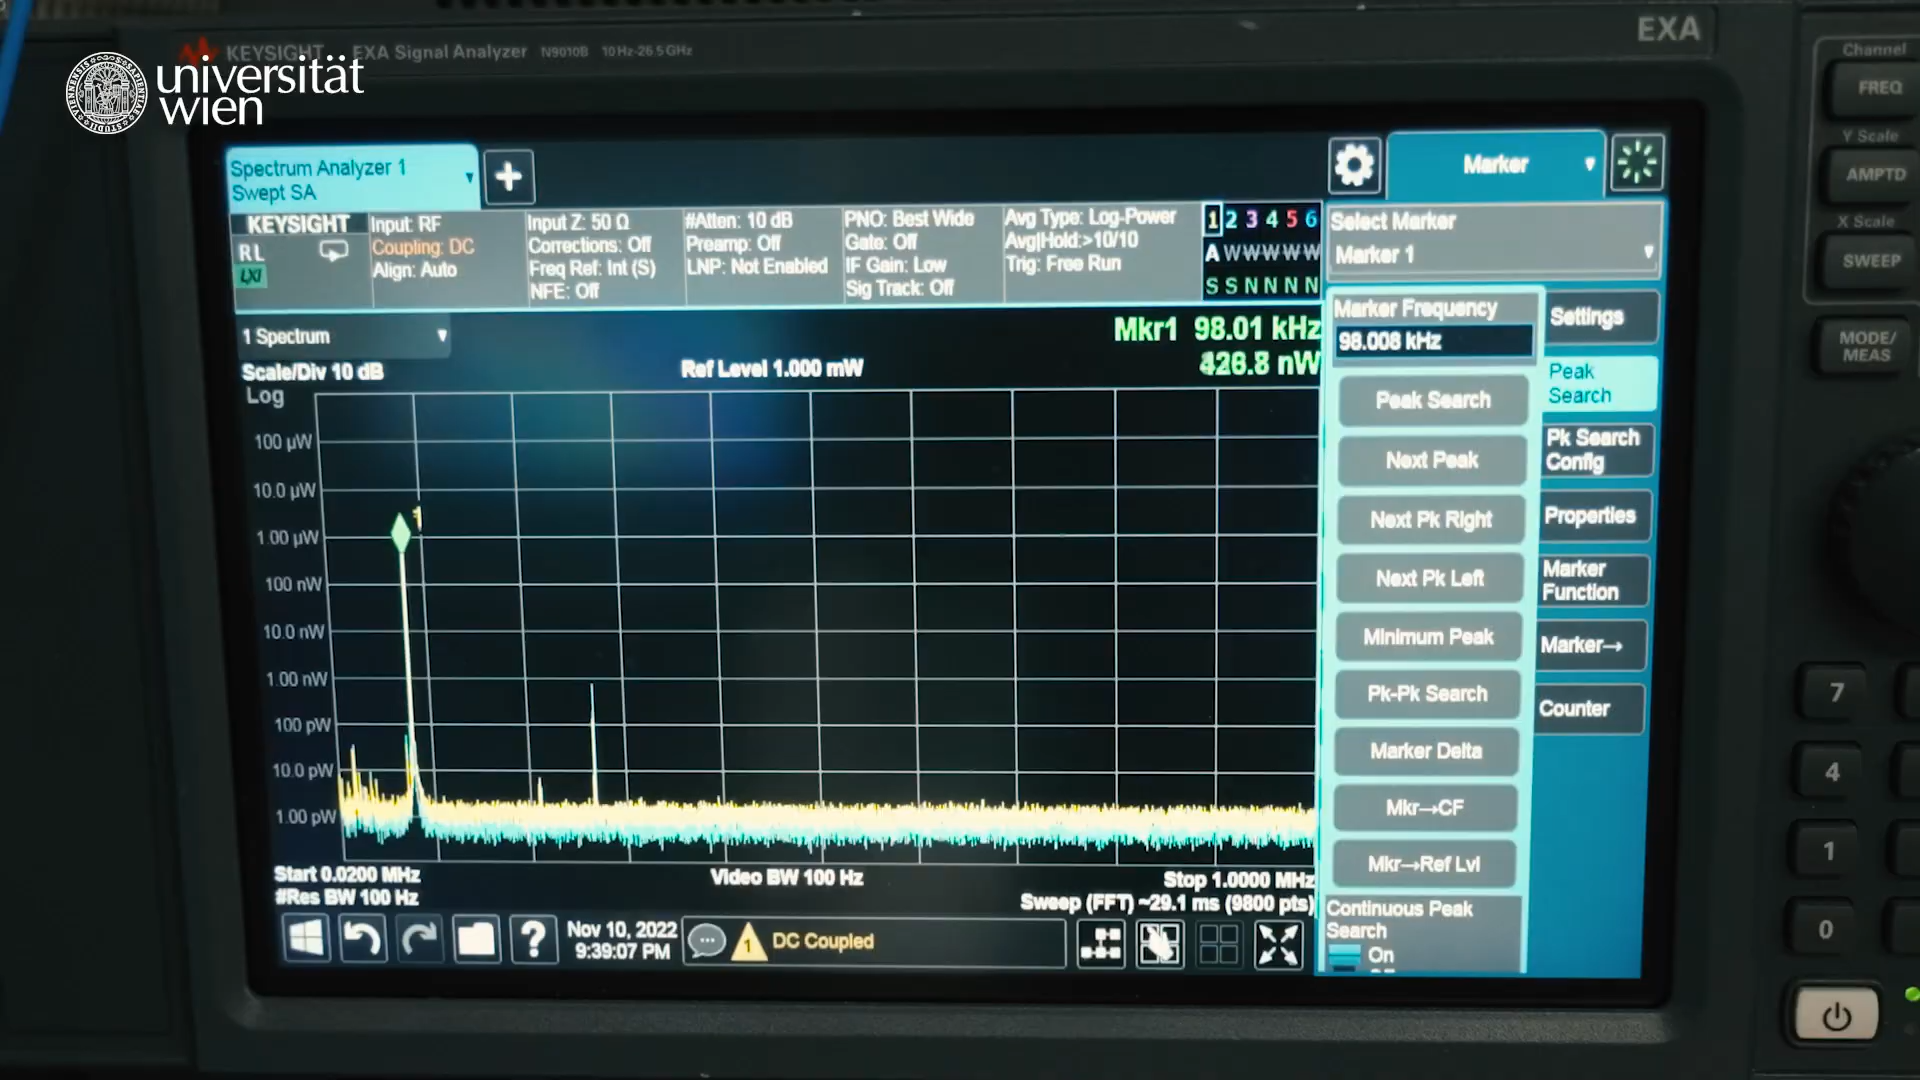 KEYSIGHT EXA Signal Analyzer N9010B 10Hz-26.5GHz
EXA
universität
wien
Channel
FREQ
Y Scale
AMPTD
X Scale
SWEEP
MODE/
MEAS
7
4
1
0
Spectrum Analyzer 1
Swept SA
KEYSIGHT
RL
LXI
Input: RF
Coupling: DC
Align: Auto
Input Z: 50 Ω
Corrections: Off
Freq Ref: Int (S)
NFE: Off
#Atten: 10 dB
Preamp: Off
LNP: Not Enabled
PNO: Best Wide
Gate: Off
IF Gain: Low
Sig Track: Off
Avg Type: Log-Power
Avg|Hold:>10/10
Trig: Free Run
1 2 3 4 5 6
A W W W W W
S S N N N N
Marker
Select Marker
Marker 1
Marker Frequency
98.008 kHz
Peak Search
Next Peak
Next Pk Right
Next Pk Left
Minimum Peak
Pk-Pk Search
Marker Delta
Mkr→CF
Mkr→Ref Lvl
Continuous Peak
Search
On
Settings
Peak
Search
Pk Search
Config
Properties
Marker
Function
Marker→
Counter
1 Spectrum
Scale/Div 10 dB
Log
Ref Level 1.000 mW
Mkr1 98.01 kHz
426.8 nW
1
100 µW
10.0 µW
1.00 µW
100 nW
10.0 nW
1.00 nW
100 pW
10.0 pW
1.00 pW
Start 0.0200 MHz
#Res BW 100 Hz
Video BW 100 Hz
Stop 1.0000 MHz
Sweep (FFT) ~29.1 ms (9800 pts)
?
Nov 10, 2022
9:39:07 PM
1
DC Coupled